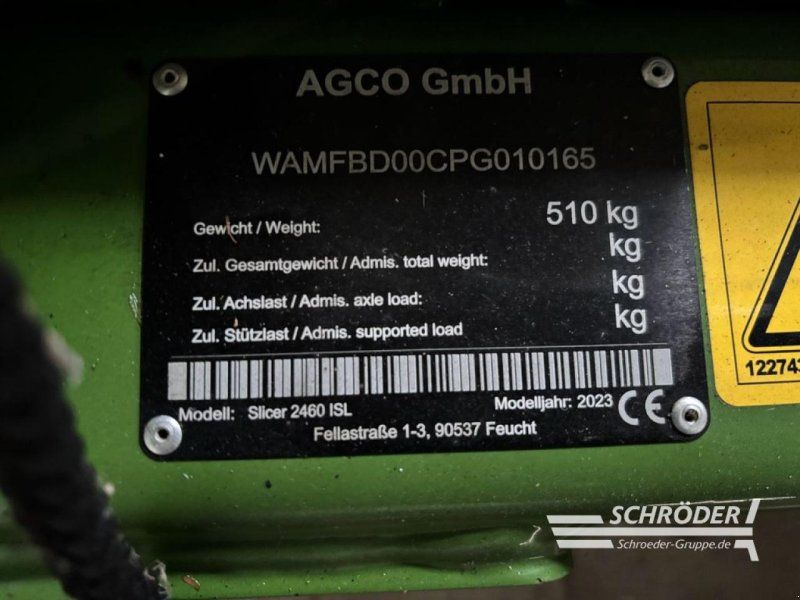 AGCO GmbH
WAMFBD00CPG010165
Gewicht / Weight: 510 kg
Zul. Gesamtgewicht / Admis. total weight: kg
Zul. Achslast / Admis. axle load: kg
Zul. Stützlast / Admis. supported load kg
Modell: Slicer 2460 ISL Modelljahr: 2023 CE
Fellastraße 1-3, 90537 Feucht
122743
SCHRÖDER
Schroeder-Gruppe.de